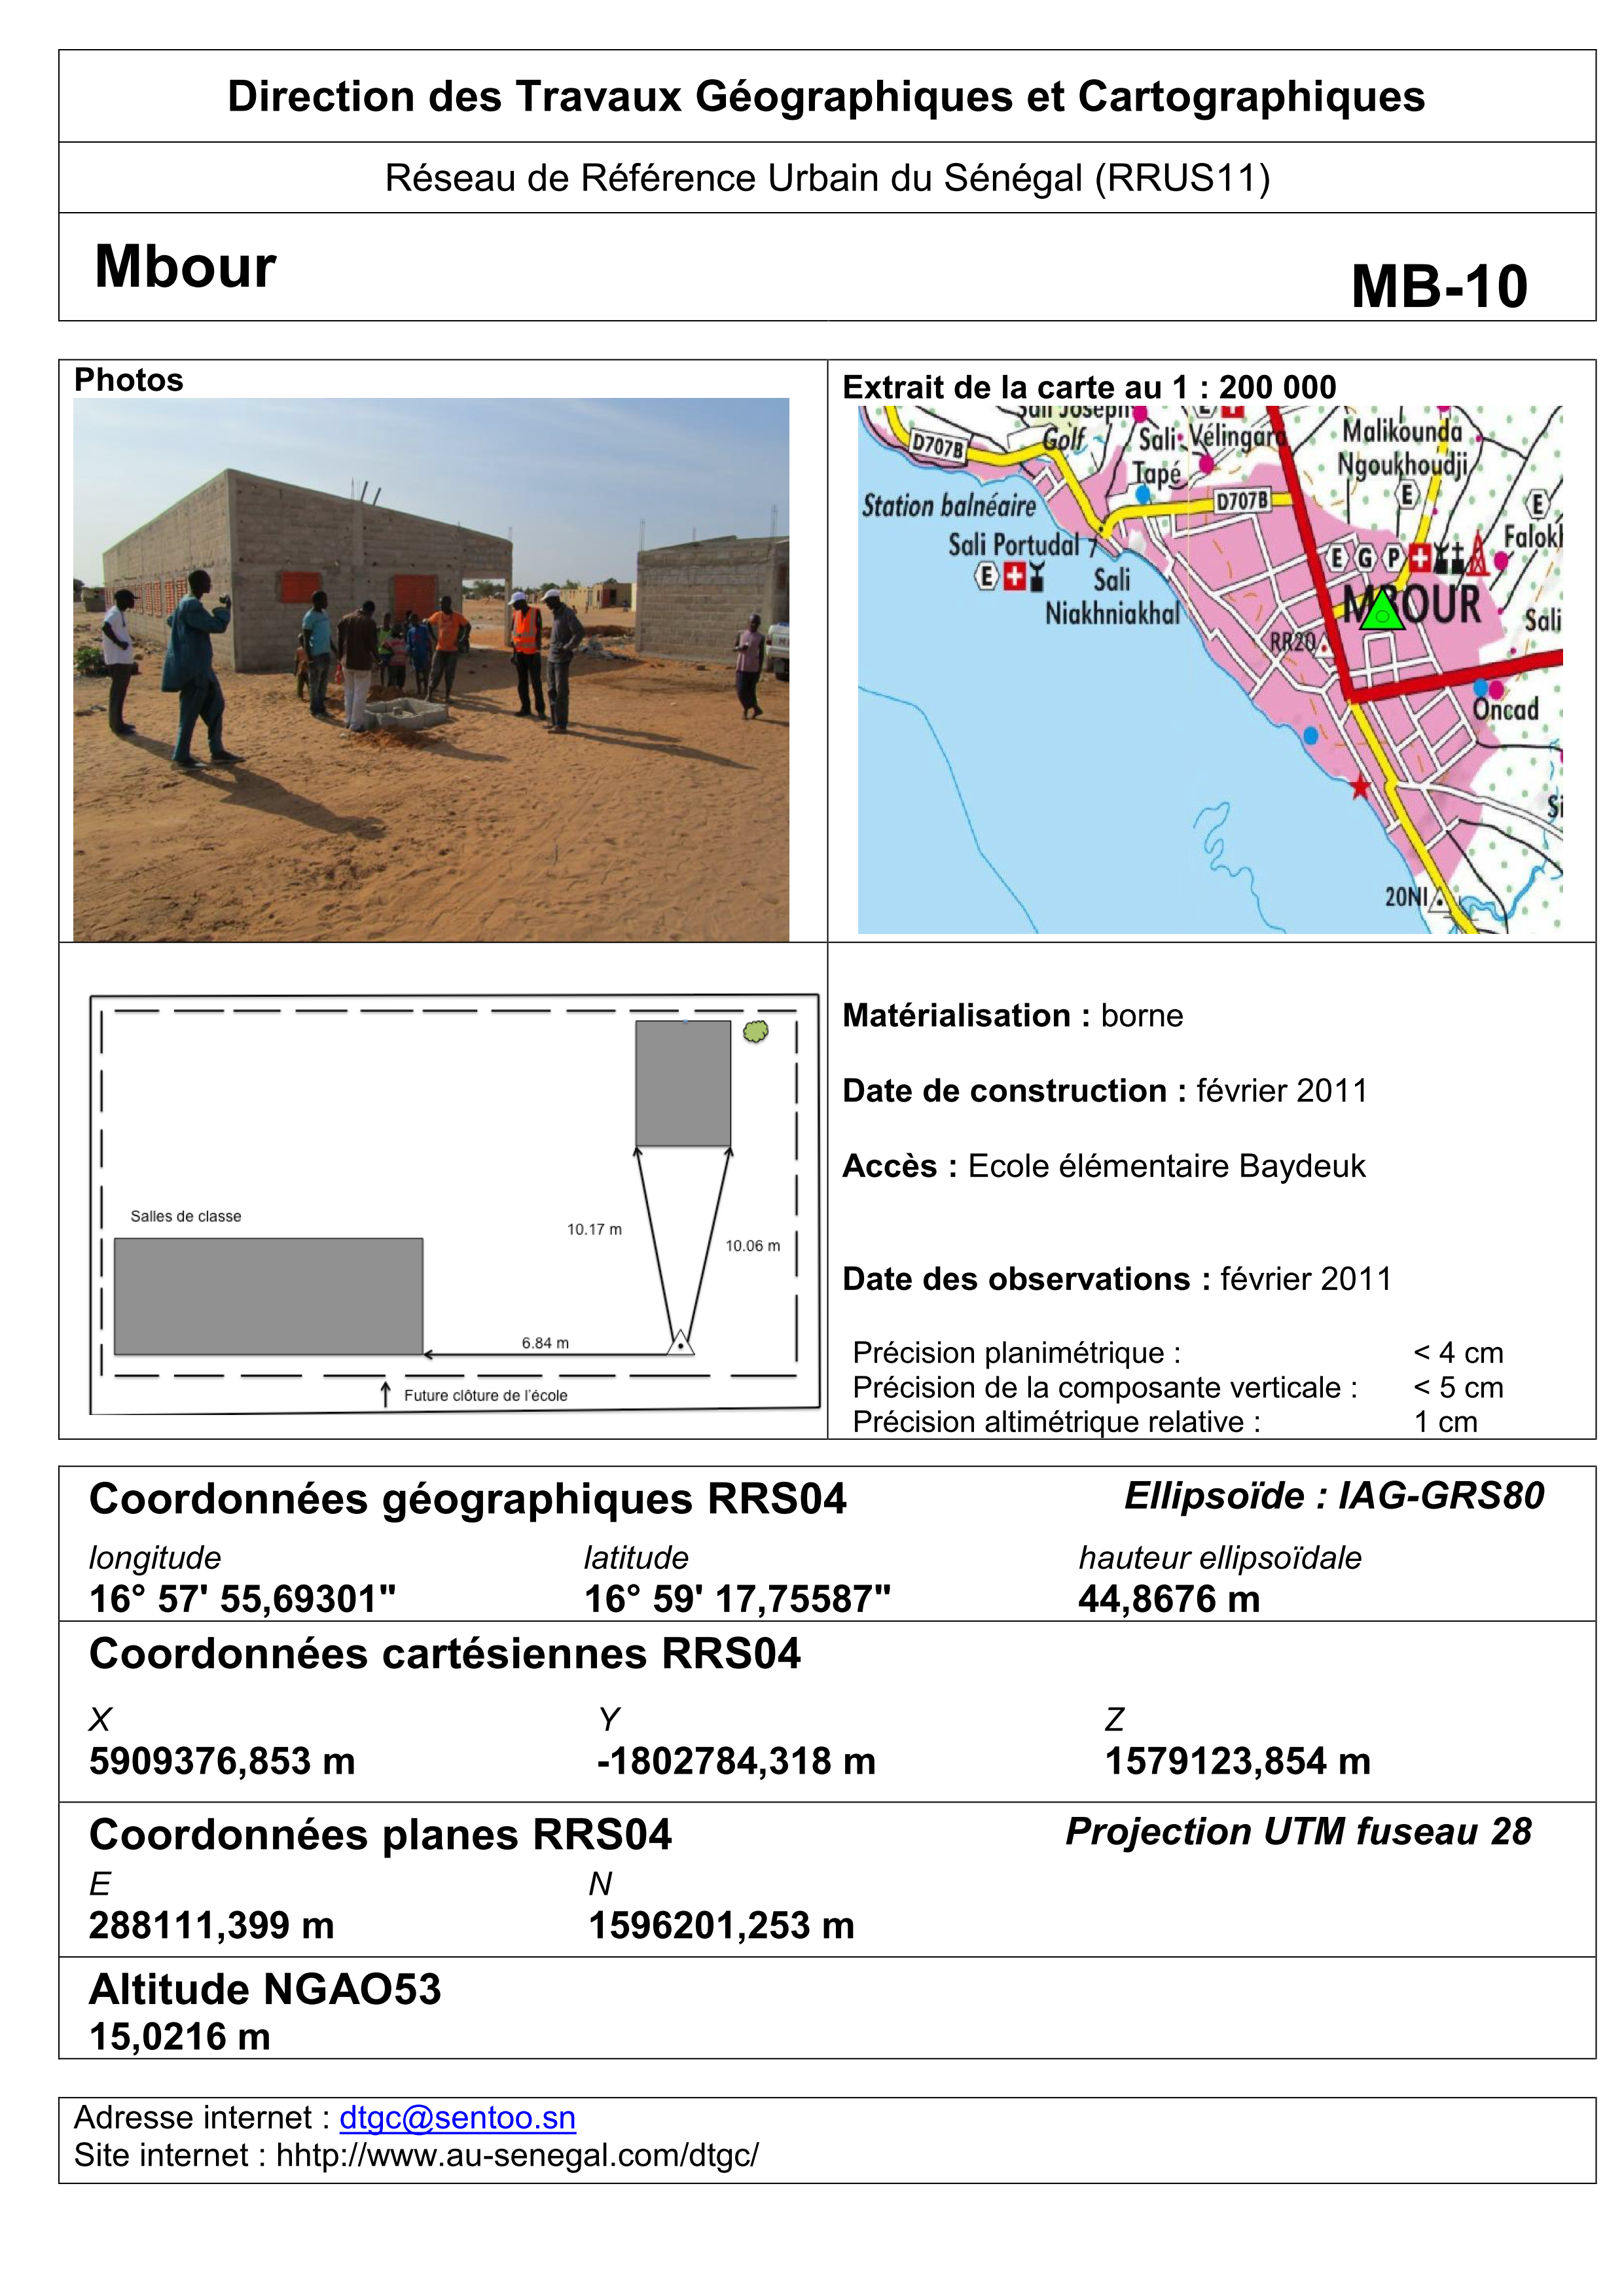 Direction des Travaux Géographiques et Cartographiques
Réseau de Référence Urbain du Sénégal (RRUS11)
Mbour
MB-10
Photos
Extrait de la carte au 1 : 200 000
Sali Joseph
Golf
D707B
Sali Vélingara
Tapé
Malikounda
Ngoukhoudji
E
E
Station balnéaire
D707B
Sali Portudal
E
Sali
Niakhniakhal
E G P
MBOUR
RR20
Sali
Oncad
20NI
Salles de classe
10.17 m
10.06 m
6.84 m
Future clôture de l'école
Matérialisation : borne
Date de construction : février 2011
Accès : Ecole élémentaire Baydeuk
Date des observations : février 2011
Précision planimétrique : < 4 cm
Précision de la composante verticale : < 5 cm
Précision altimétrique relative : 1 cm
Coordonnées géographiques RRS04 Ellipsoïde : IAG-GRS80
longitude latitude hauteur ellipsoïdale
16° 57' 55,69301" 16° 59' 17,75587" 44,8676 m
Coordonnées cartésiennes RRS04
X Y Z
5909376,853 m -1802784,318 m 1579123,854 m
Coordonnées planes RRS04 Projection UTM fuseau 28
E N
288111,399 m 1596201,253 m
Altitude NGAO53
15,0216 m
Adresse internet : dtgc@sentoo.sn
Site internet : hhtp://www.au-senegal.com/dtgc/